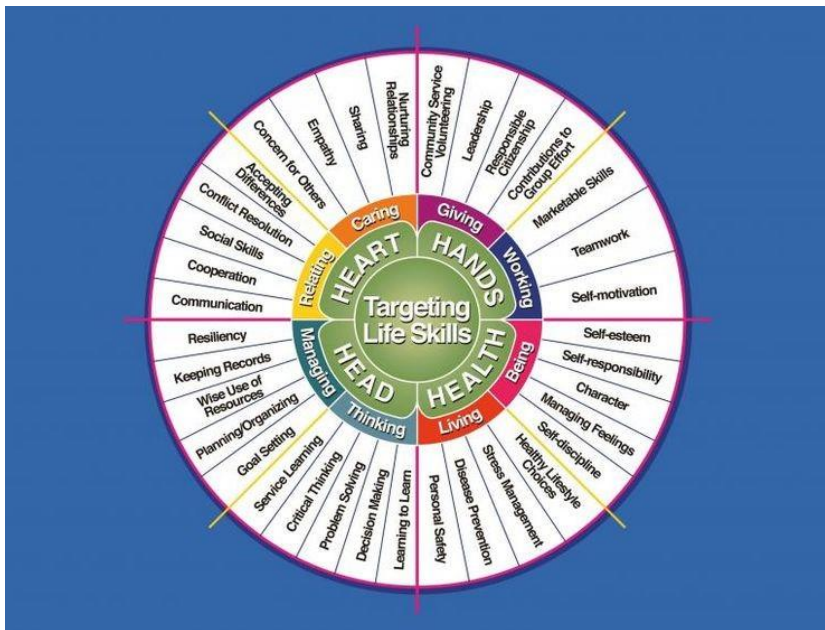 Targeting
Life Skills
HEART
HANDS
HEALTH
HEAD
Caring
Giving
Working
Being
Living
Thinking
Managing
Relating
Nurturing
Relationships
Sharing
Empathy
Concern for Others
Community Service
Volunteering
Leadership
Responsible
Citizenship
Contributions to
Group Effort
Marketable Skills
Teamwork
Self-motivation
Self-esteem
Self-responsibility
Character
Managing Feelings
Self-discipline
Healthy Lifestyle
Choices
Stress Management
Disease Prevention
Personal Safety
Learning to Learn
Decision Making
Problem Solving
Critical Thinking
Service Learning
Goal Setting
Planning/Organizing
Wise Use of
Resources
Keeping Records
Resiliency
Communication
Cooperation
Social Skills
Conflict Resolution
Accepting
Differences